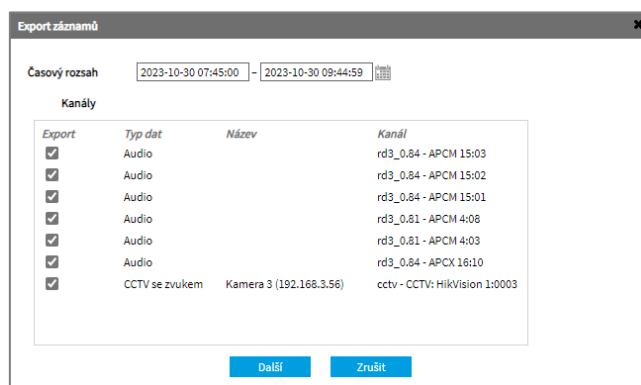 Export záznamů
Časový rozsah 2023-10-30 07:45:00 – 2023-10-30 09:44:59
Kanály
Export Typ dat Název Kanál
Audio rd3_0.84 - APCM 15:03
Audio rd3_0.84 - APCM 15:02
Audio rd3_0.84 - APCM 15:01
Audio rd3_0.81 - APCM 4:08
Audio rd3_0.81 - APCM 4:03
Audio rd3_0.84 - APCX 16:10
CCTV se zvukem Kamera 3 (192.168.3.56) cctv - CCTV: HikVision 1:0003
Další Zrušit